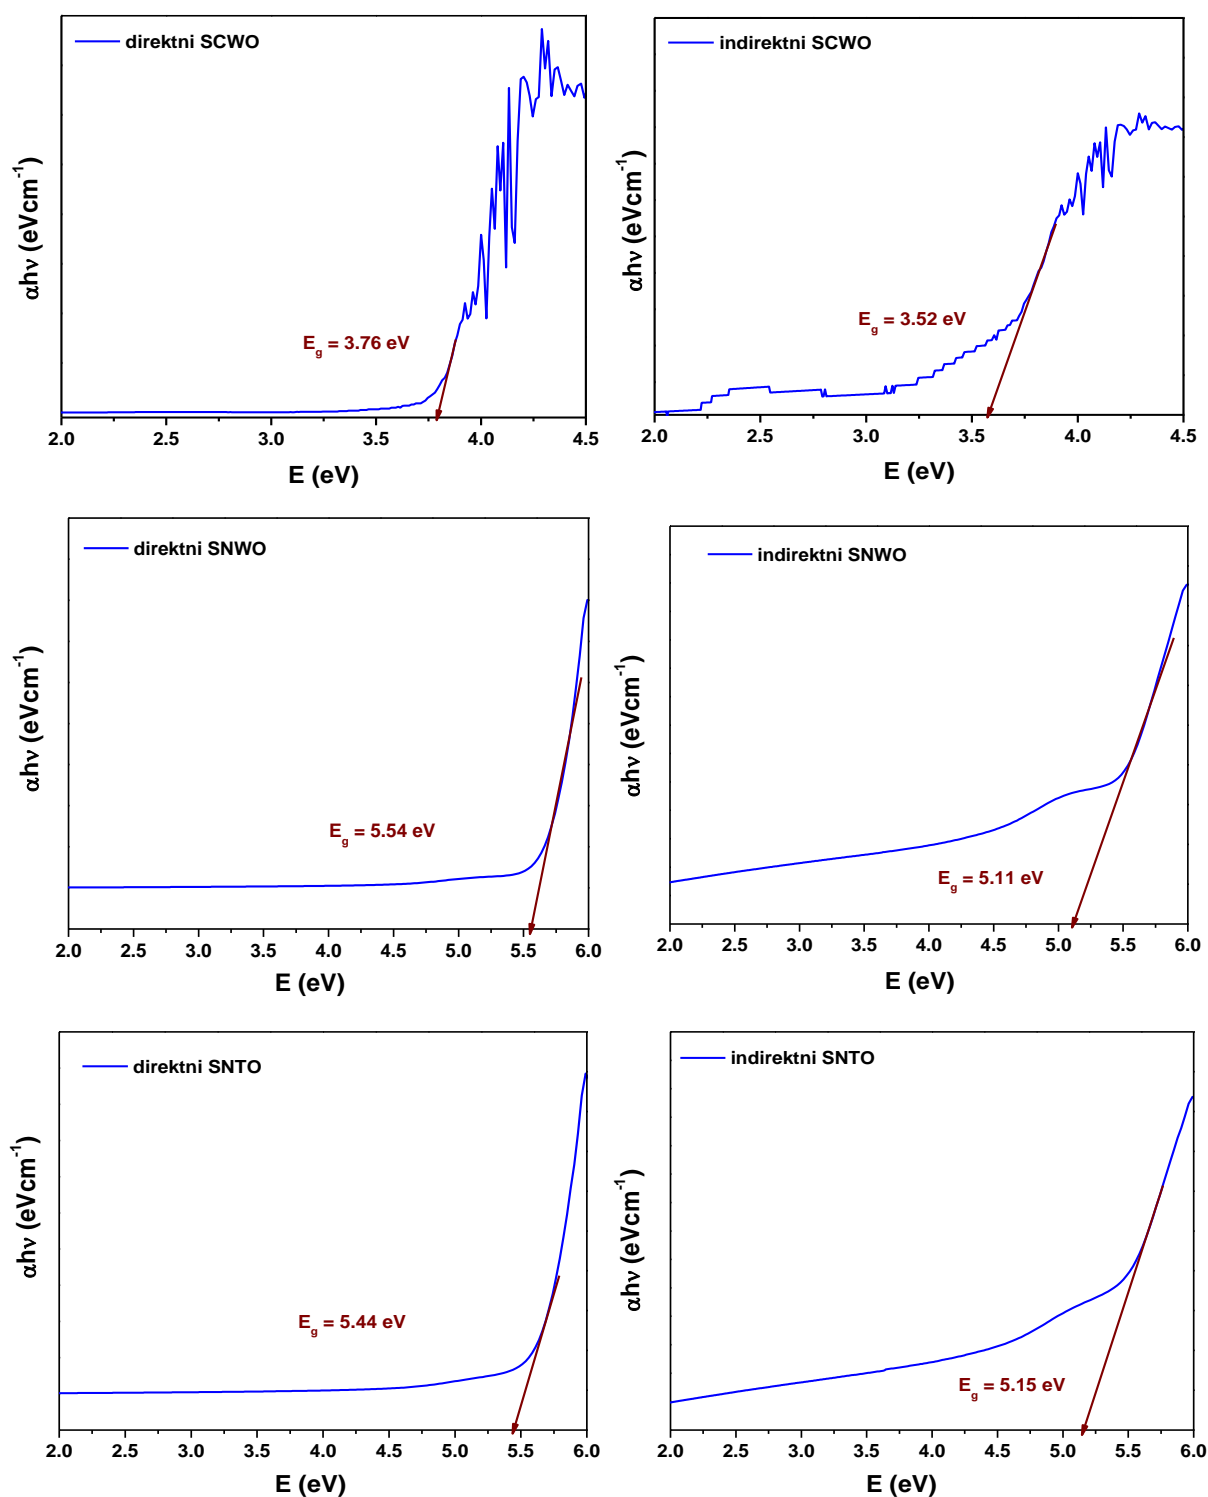 direktni SCWO
αhν (eVcm⁻¹)
E_g = 3.76 eV
2.0 2.5 3.0 3.5 4.0 4.5
E (eV)
indirektni SCWO
αhν (eVcm⁻¹)
E_g = 3.52 eV
2.0 2.5 3.0 3.5 4.0 4.5
E (eV)
direktni SNWO
αhν (eVcm⁻¹)
E_g = 5.54 eV
2.0 2.5 3.0 3.5 4.0 4.5 5.0 5.5 6.0
E (eV)
indirektni SNWO
αhν (eVcm⁻¹)
E_g = 5.11 eV
2.0 2.5 3.0 3.5 4.0 4.5 5.0 5.5 6.0
E (eV)
direktni SNTO
αhν (eVcm⁻¹)
E_g = 5.44 eV
2.0 2.5 3.0 3.5 4.0 4.5 5.0 5.5 6.0
E (eV)
indirektni SNTO
αhν (eVcm⁻¹)
E_g = 5.15 eV
2.0 2.5 3.0 3.5 4.0 4.5 5.0 5.5 6.0
E (eV)